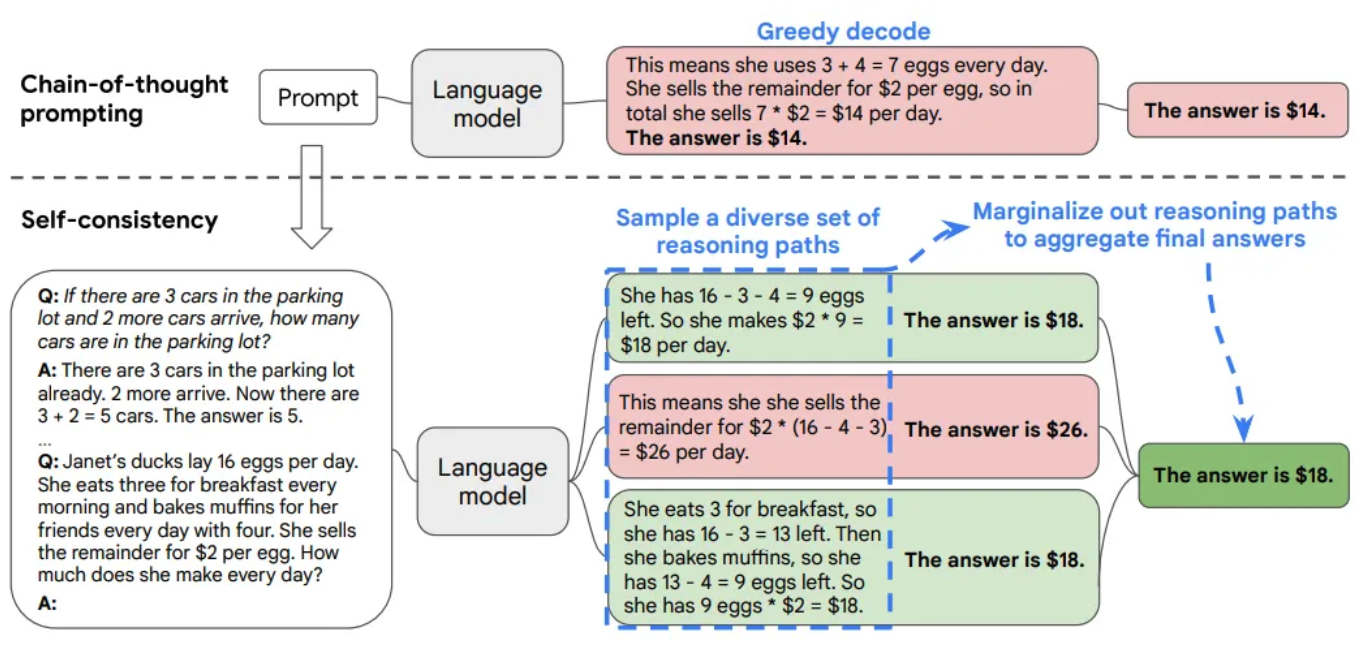 Greedy decode
Chain-of-thought
prompting
Prompt
Language
model
This means she uses 3 + 4 = 7 eggs every day.
She sells the remainder for $2 per egg, so in
total she sells 7 * $2 = $14 per day.
The answer is $14.
The answer is $14.
Self-consistency
Sample a diverse set of
reasoning paths
Marginalize out reasoning paths
to aggregate final answers
Q: If there are 3 cars in the parking
lot and 2 more cars arrive, how many
cars are in the parking lot?
A: There are 3 cars in the parking lot
already. 2 more arrive. Now there are
3 + 2 = 5 cars. The answer is 5.
...
Q: Janet's ducks lay 16 eggs per day.
She eats three for breakfast every
morning and bakes muffins for her
friends every day with four. She sells
the remainder for $2 per egg. How
much does she make every day?
A:
Language
model
She has 16 - 3 - 4 = 9 eggs
left. So she makes $2 * 9 =
$18 per day.
The answer is $18.
This means she she sells the
remainder for $2 * (16 - 4 - 3)
= $26 per day.
The answer is $26.
She eats 3 for breakfast, so
she has 16 - 3 = 13 left. Then
she bakes muffins, so she
has 13 - 4 = 9 eggs left. So
she has 9 eggs * $2 = $18.
The answer is $18.
The answer is $18.